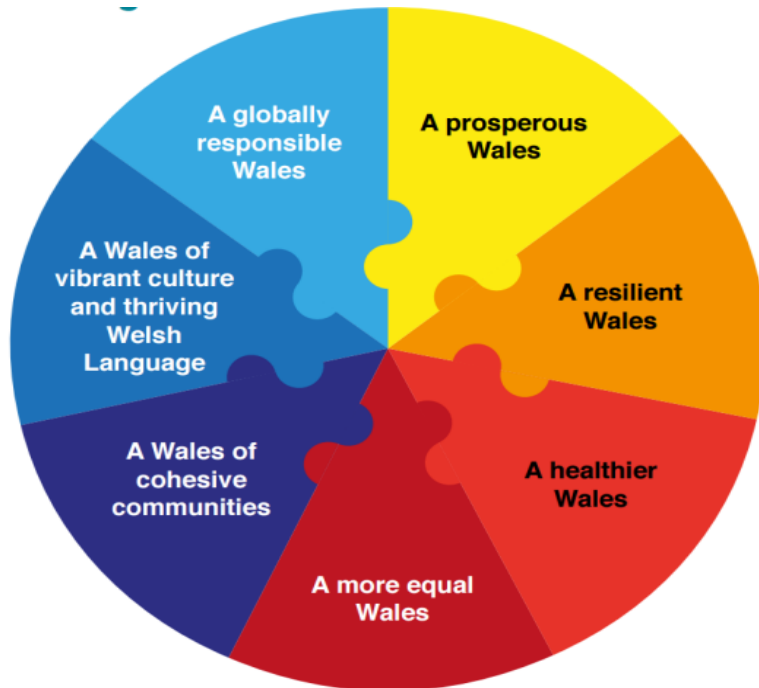 A globally
responsible
Wales
A prosperous
Wales
A resilient
Wales
A healthier
Wales
A more equal
Wales
A Wales of
cohesive
communities
A Wales of
vibrant culture
and thriving
Welsh
Language